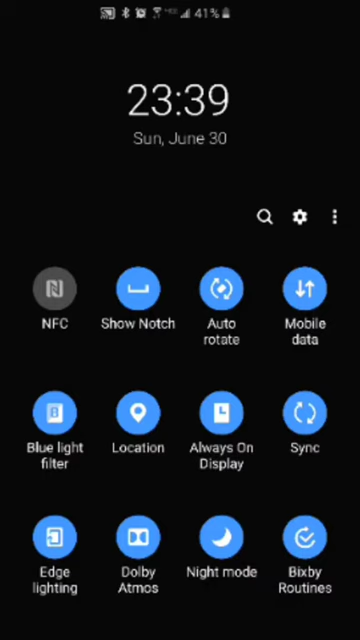 41%
23:39
Sun, June 30
NFC
Show Notch
Auto
rotate
Mobile
data
B
Blue light
filter
Location
Always On
Display
Sync
Edge
lighting
Dolby
Atmos
Night mode
Bixby
Routines